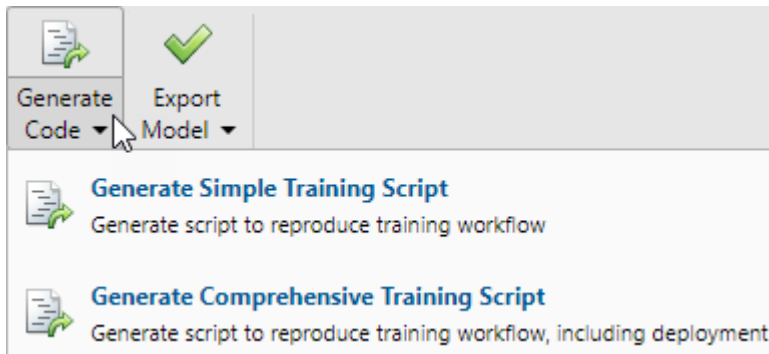 Generate Code
Export Model
Generate Simple Training Script
Generate script to reproduce training workflow
Generate Comprehensive Training Script
Generate script to reproduce training workflow, including deployment